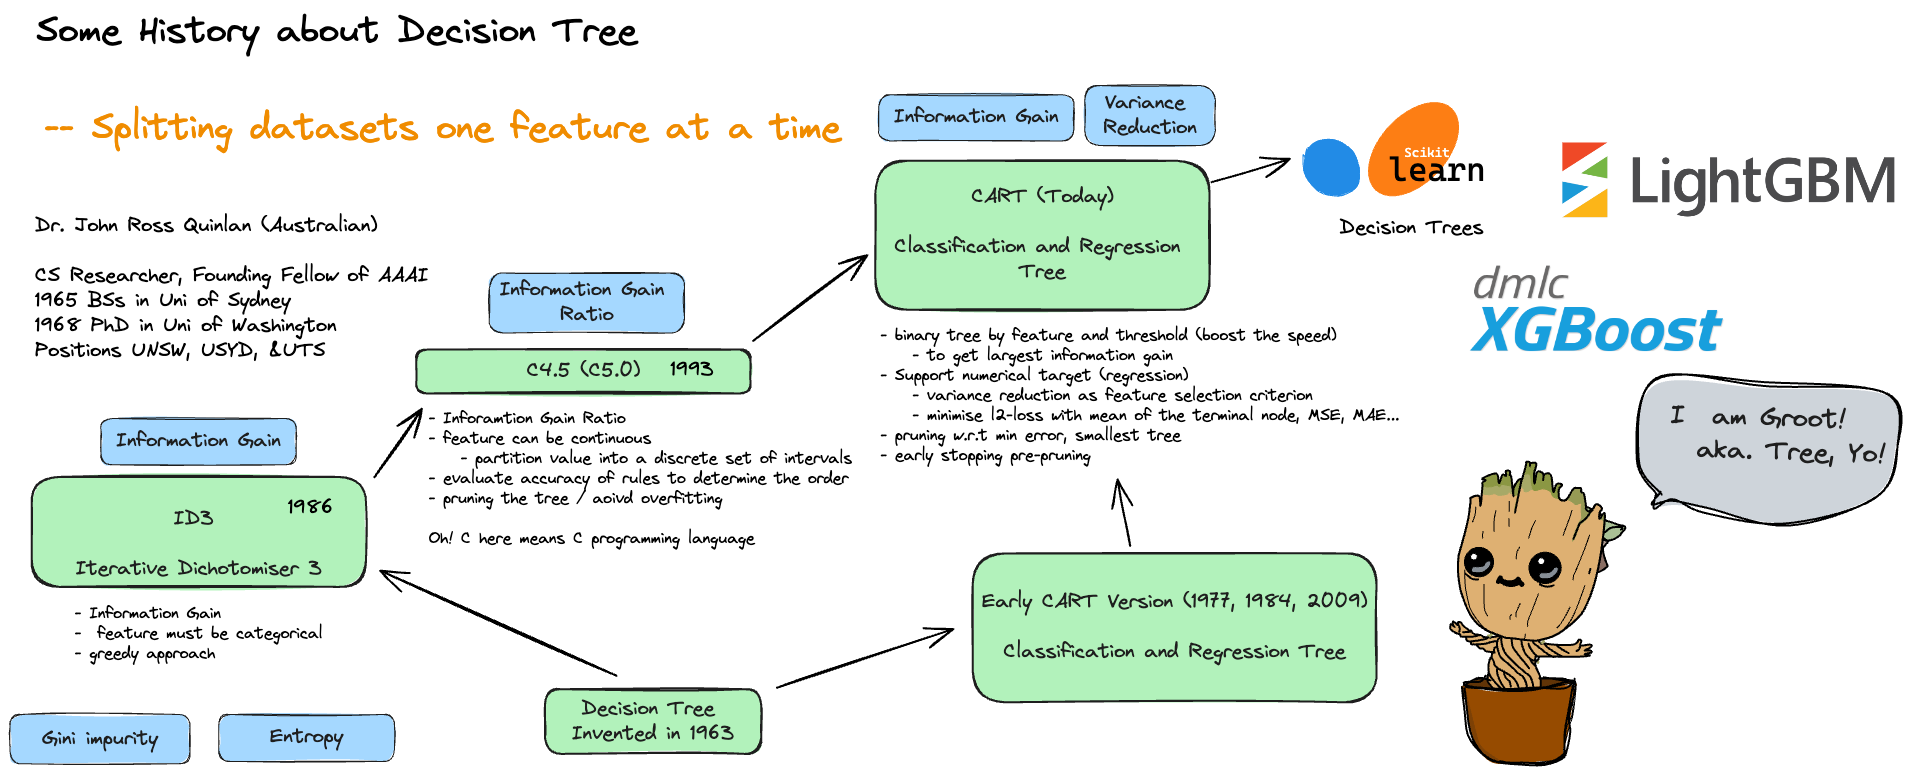 Some History about Decision Tree
-- Splitting datasets one feature at a time
Dr. John Ross Quinlan (Australian)
CS Researcher, Founding Fellow of AAAI
1965 BSs in Uni of Sydney
1968 PhD in Uni of Washington
Positions UNSW, USYD, &UTS
Information Gain
ID3
1986
Iterative Dichotomiser 3
- Information Gain
- feature must be categorical
- greedy approach
Gini impurity
Entropy
Information Gain
Ratio
C4.5 (C5.0) 1993
- Inforamtion Gain Ratio
- feature can be continuous
- partition value into a discrete set of intervals
- evaluate accuracy of rules to determine the order
- pruning the tree / aoivd overfitting
Oh! C here means C programming language
Decision Tree
Invented in 1963
Information Gain
Variance
Reduction
CART (Today)
Classification and Regression
Tree
- binary tree by feature and threshold (boost the speed)
- to get largest information gain
- Support numerical target (regression)
- variance reduction as feature selection criterion
- minimise l2-loss with mean of the terminal node, MSE, MAE...
- pruning w.r.t min error, smallest tree
- early stopping pre-pruning
Early CART Version (1977, 1984, 2009)
Classification and Regression Tree
Scikit
learn
Decision Trees
LightGBM
dmlc
XGBoost
I am Groot!
aka. Tree, Yo!